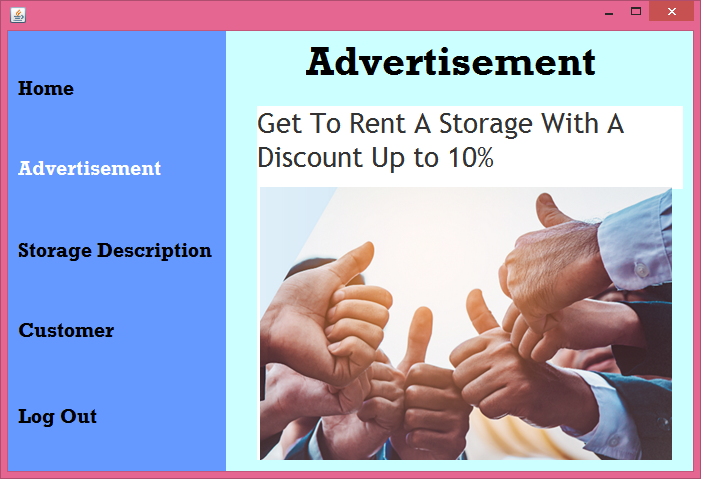 Home
Advertisement
Storage Description
Customer
Log Out
Advertisement
Get To Rent A Storage With A
Discount Up to 10%